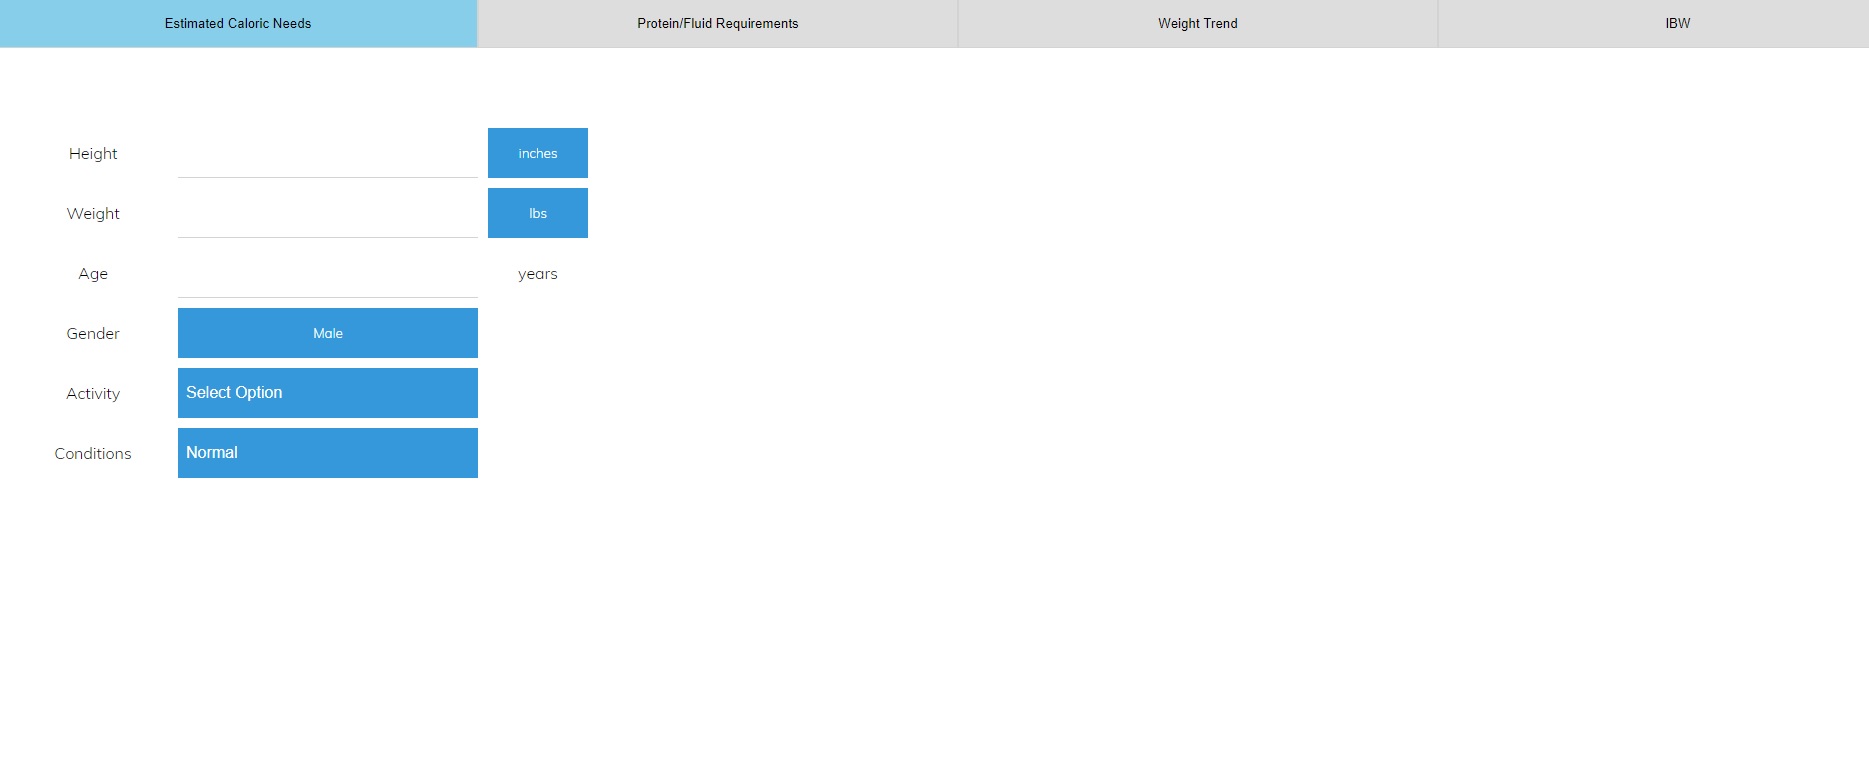 Estimated Caloric Needs Protein/Fluid Requirements Weight Trend IBW
Height inches
Weight lbs
Age years
Gender Male
Activity Select Option
Conditions Normal